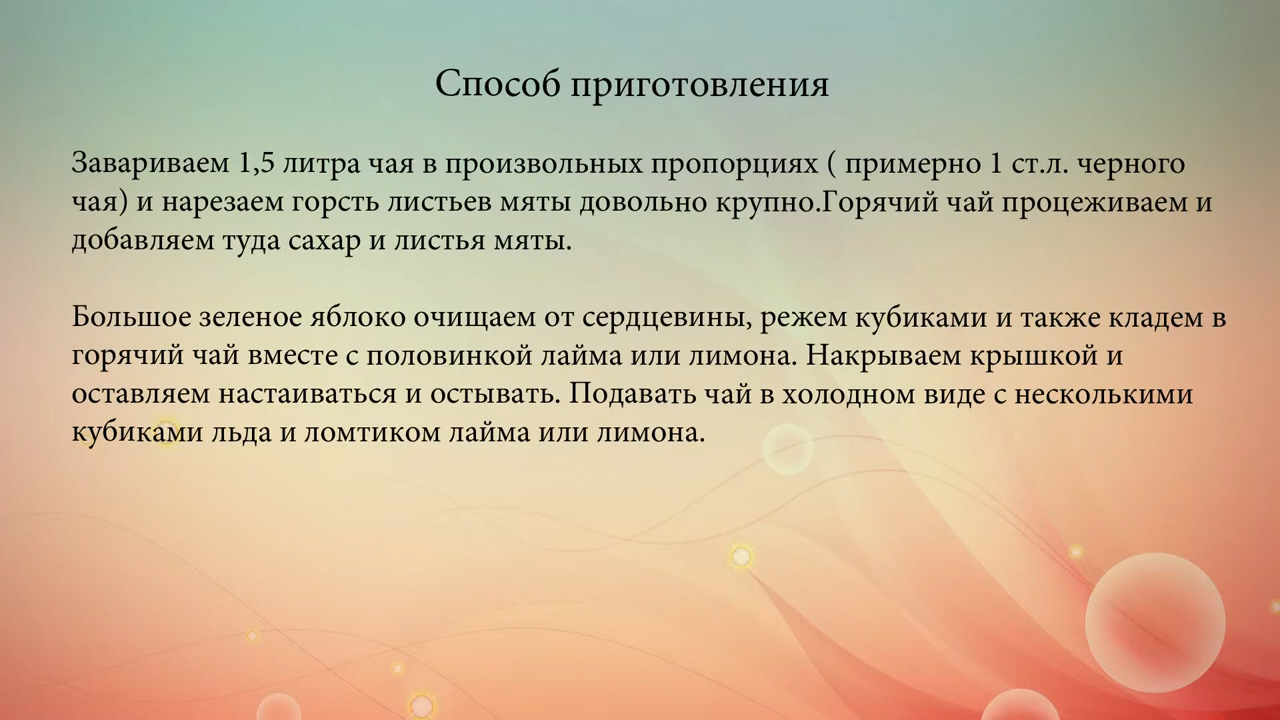 Способ приготовления
Завариваем 1,5 литра чая в произвольных пропорциях ( примерно 1 ст.л. черного
чая) и нарезаем горсть листьев мяты довольно крупно.Горячий чай процеживаем и
добавляем туда сахар и листья мяты.
Большое зеленое яблоко очищаем от сердцевины, режем кубиками и также кладем в
горячий чай вместе с половинкой лайма или лимона. Накрываем крышкой и
оставляем настаиваться и остывать. Подавать чай в холодном виде с несколькими
кубиками льда и ломтиком лайма или лимона.